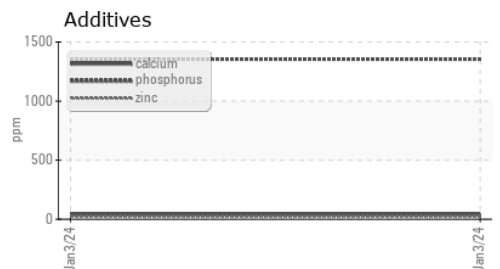 Additives
1500
1000
500
0
ppm
calcium
phosphorus
zinc
Jan3/24
Jan3/24